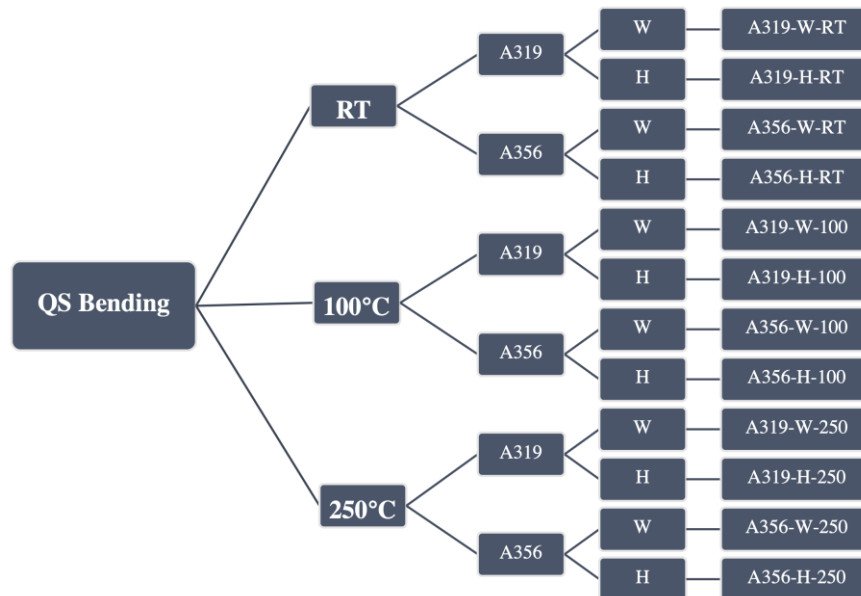 W
A319-W-RT
A319
H
A319-H-RT
RT
W
A356-W-RT
A356
H
A356-H-RT
W
A319-W-100
A319
H
A319-H-100
QS Bending
100°C
W
A356-W-100
A356
H
A356-H-100
W
A319-W-250
A319
H
A319-H-250
250°C
W
A356-W-250
A356
H
A356-H-250